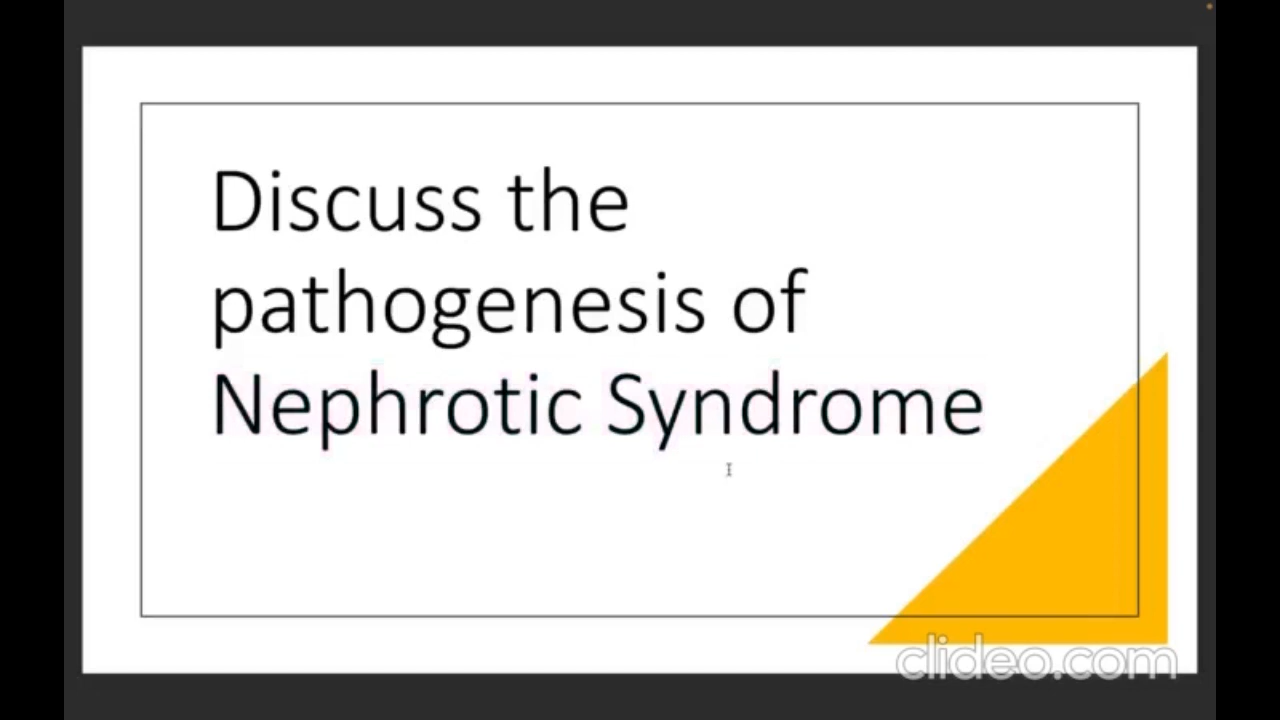 Discuss the
pathogenesis of
Nephrotic Syndrome
clideo.com